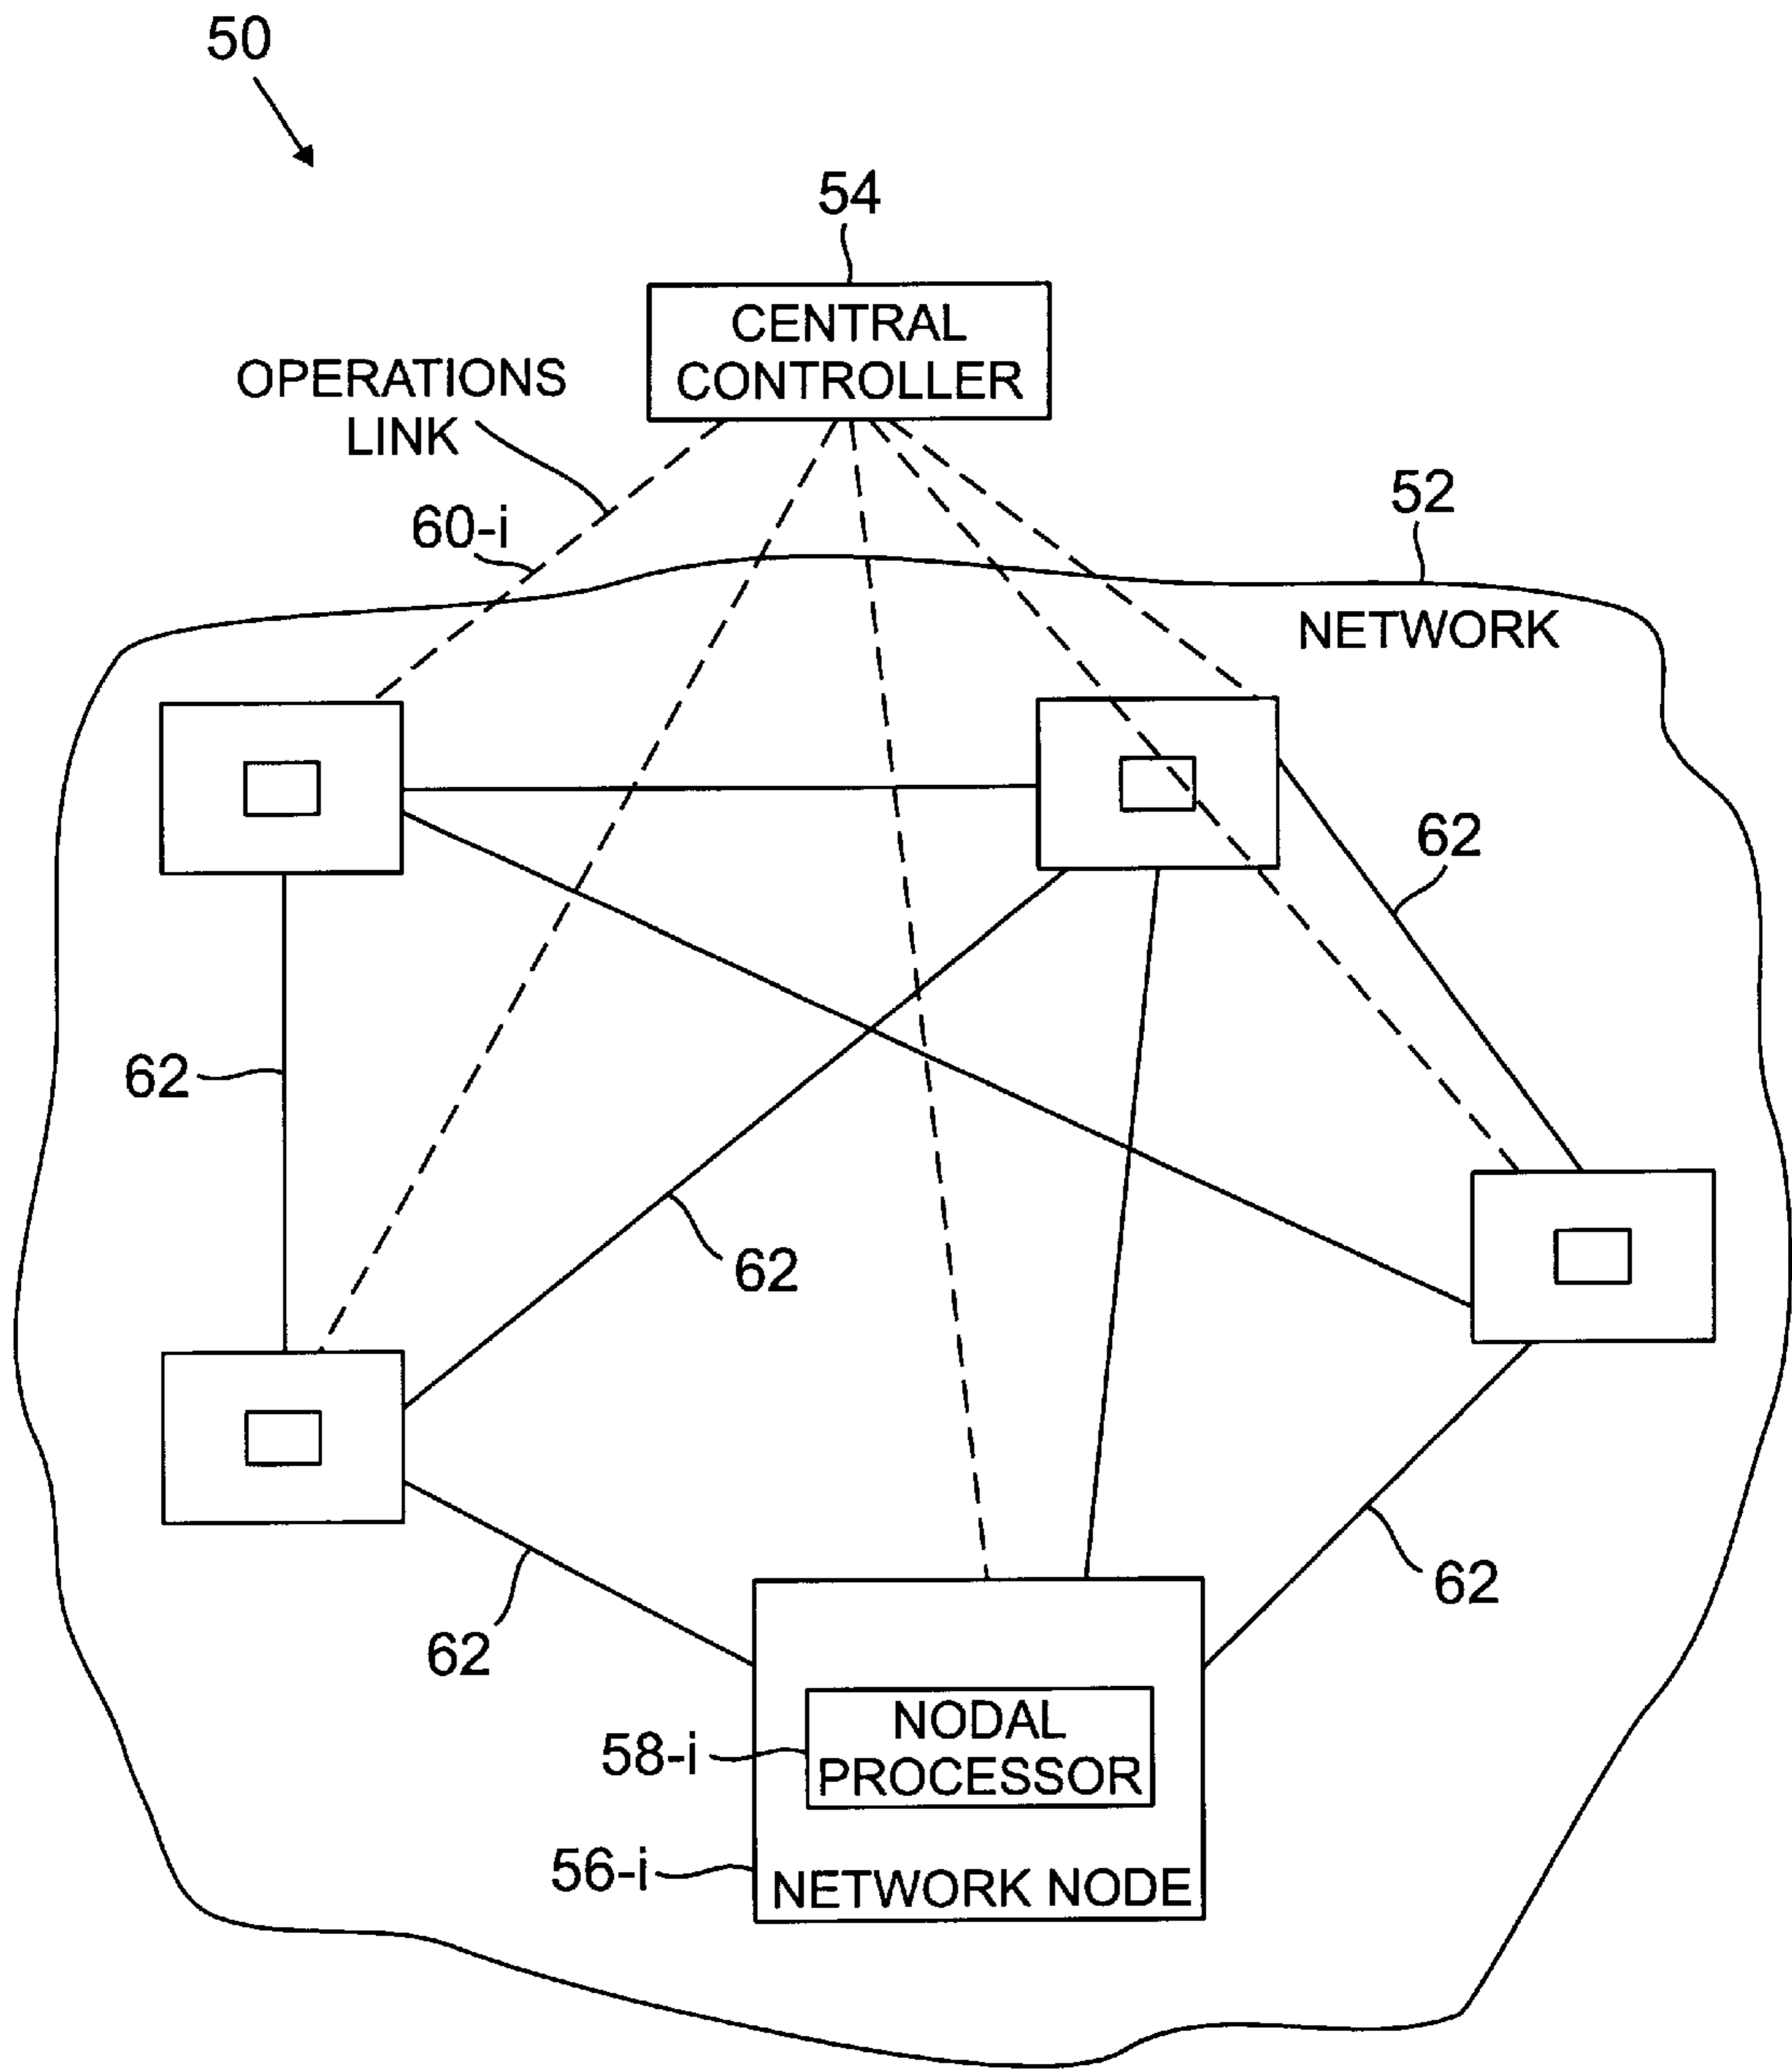 50
54
CENTRAL
CONTROLLER
OPERATIONS
LINK
60-i
52
NETWORK
62
62
62
62
62
NODAL
PROCESSOR
58-i
56-i
NETWORK NODE